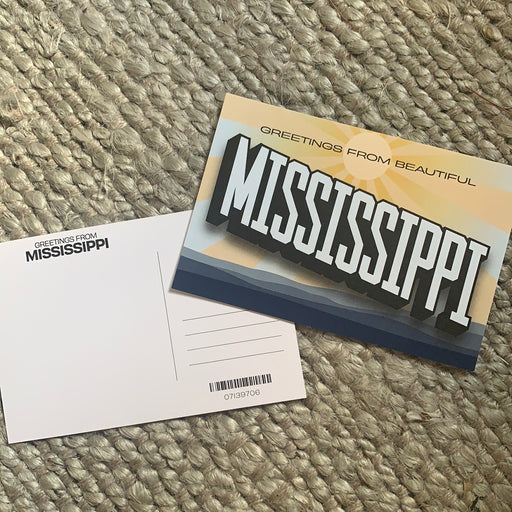 GREETINGS FROM BEAUTIFUL
MISSISSIPPI
GREETINGS FROM
MISSISSIPPI
07139706